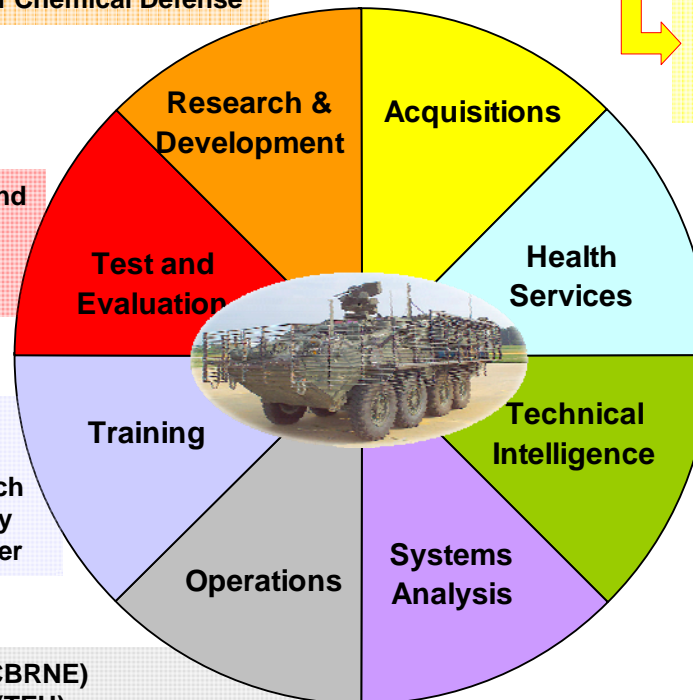 Chemical Defense
Research &
Development
Acquisitions
nd
Test and
Evaluation
Health
Services
Training
Technical
Intelligence
ch
y
er
Operations
Systems
Analysis
CBRNE)